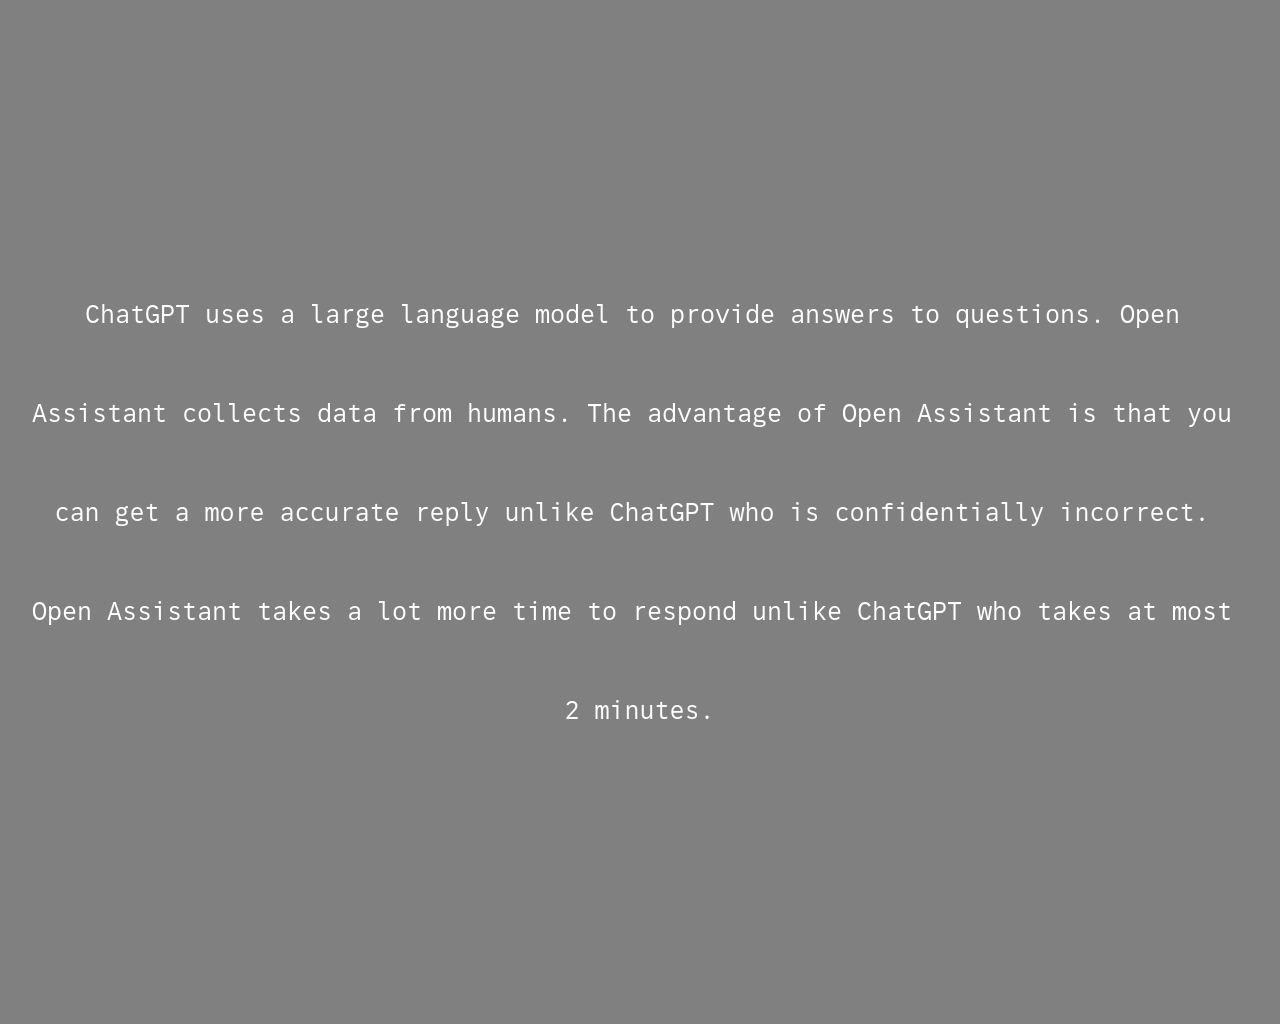 ChatGPT uses a large language model to provide answers to questions. Open
Assistant collects data from humans. The advantage of Open Assistant is that you
can get a more accurate reply unlike ChatGPT who is confidentially incorrect.
Open Assistant takes a lot more time to respond unlike ChatGPT who takes at most
2 minutes.